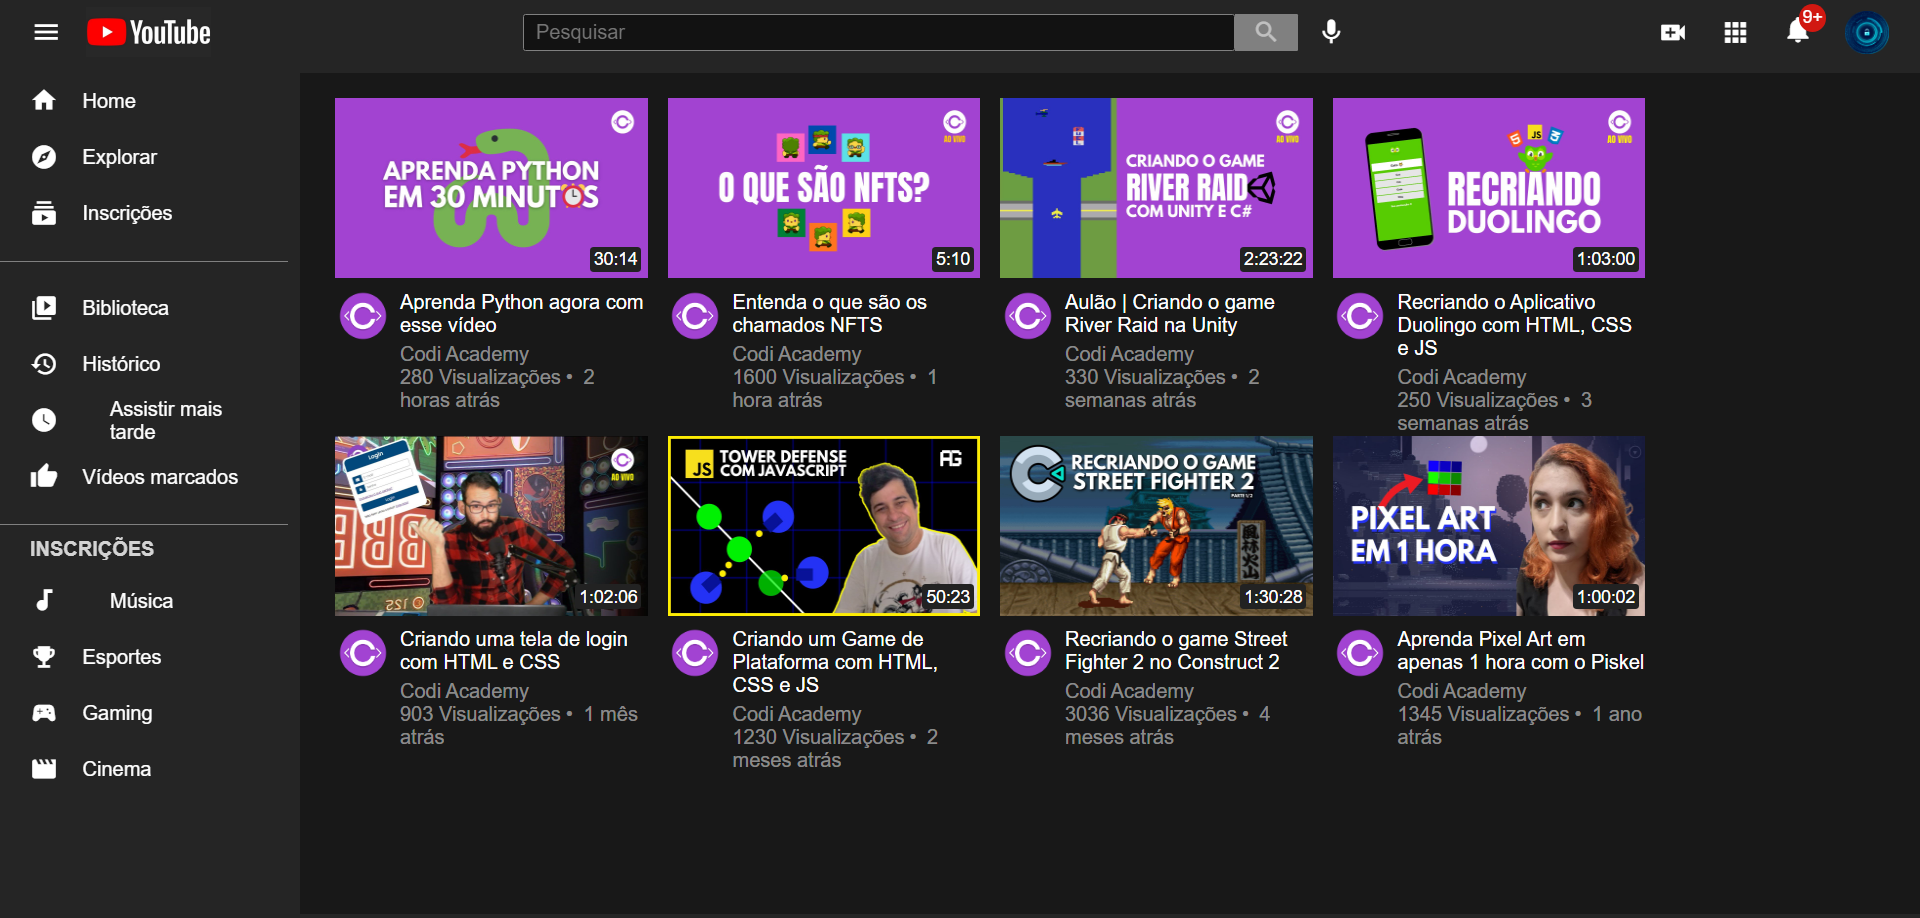 YouTube
Pesquisar
9+
Home
Explorar
Inscrições
Biblioteca
Histórico
Assistir mais
tarde
Vídeos marcados
INSCRIÇÕES
Música
Esportes
Gaming
Cinema
APRENDA PYTHON
EM 30 MINUTOS
30:14
Aprenda Python agora com
esse vídeo
Codi Academy
280 Visualizações • 2
horas atrás
AO VIVO
O QUE SÃO NFTS?
5:10
Entenda o que são os
chamados NFTS
Codi Academy
1600 Visualizações • 1
hora atrás
AO VIVO
CRIANDO O GAME
RIVER RAID
COM UNITY E C#
2:23:22
Aulão | Criando o game
River Raid na Unity
Codi Academy
330 Visualizações • 2
semanas atrás
AO VIVO
JS
RECRIANDO
DUOLINGO
1:03:00
Recriando o Aplicativo
Duolingo com HTML, CSS
e JS
Codi Academy
250 Visualizações • 3
semanas atrás
Login
AO VIVO
1:02:06
Criando uma tela de login
com HTML e CSS
Codi Academy
903 Visualizações • 1 mês
atrás
JS
TOWER DEFENSE
COM JAVASCRIPT
AG
50:23
Criando um Game de
Plataforma com HTML,
CSS e JS
Codi Academy
1230 Visualizações • 2
meses atrás
RECRIANDO O GAME
STREET FIGHTER 2
PARTE 1/2
風林火山
1:30:28
Recriando o game Street
Fighter 2 no Construct 2
Codi Academy
3036 Visualizações • 4
meses atrás
PIXEL ART
EM 1 HORA
1:00:02
Aprenda Pixel Art em
apenas 1 hora com o Piskel
Codi Academy
1345 Visualizações • 1 ano
atrás